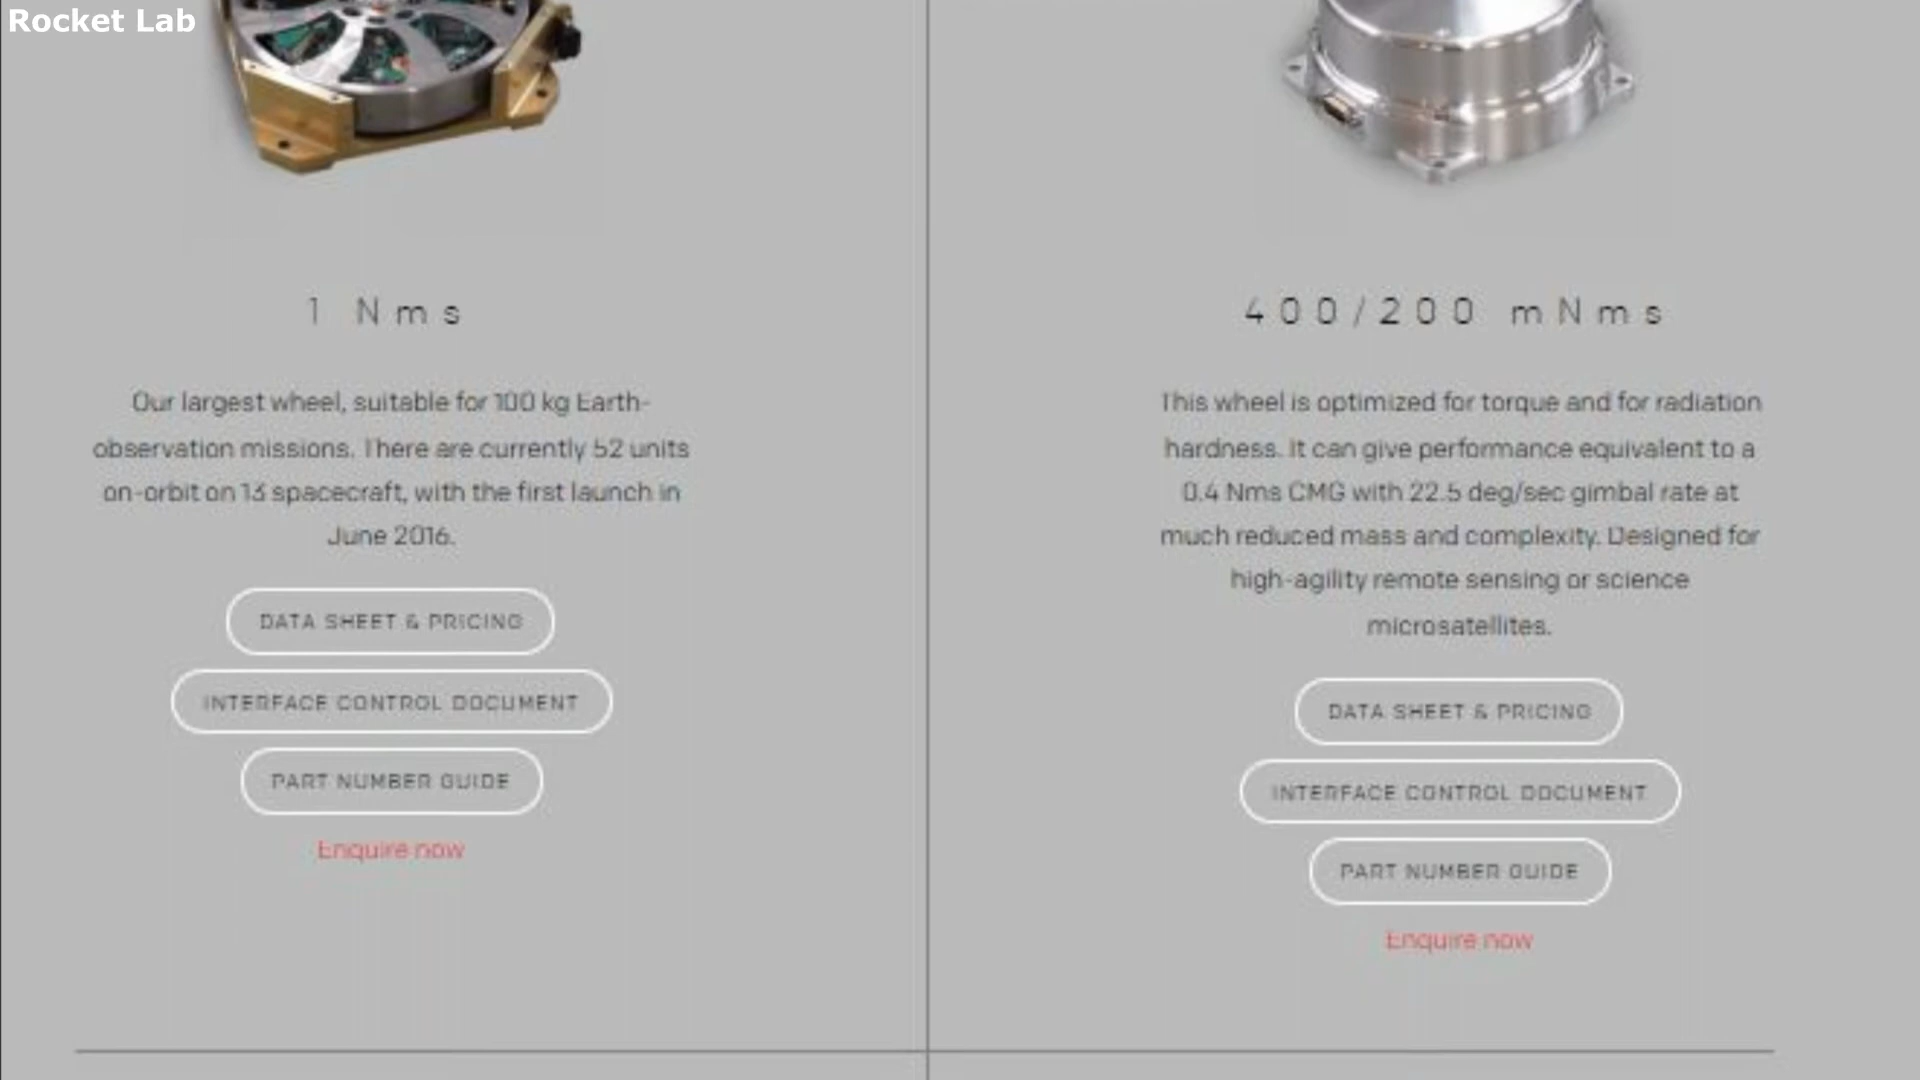 Rocket Lab
1 Nms
Our largest wheel, suitable for 100 kg Earth-
observation missions. There are currently 52 units
on-orbit on 13 spacecraft, with the first launch in
June 2016.
DATA SHEET & PRICING
INTERFACE CONTROL DOCUMENT
PART NUMBER GUIDE
Enquire now
400/200 mNms
This wheel is optimized for torque and for radiation
hardness. It can give performance equivalent to a
0.4 Nms CMG with 22.5 deg/sec gimbal rate at
much reduced mass and complexity. Designed for
high-agility remote sensing or science
microsatellites.
DATA SHEET & PRICING
INTERFACE CONTROL DOCUMENT
PART NUMBER GUIDE
Enquire now